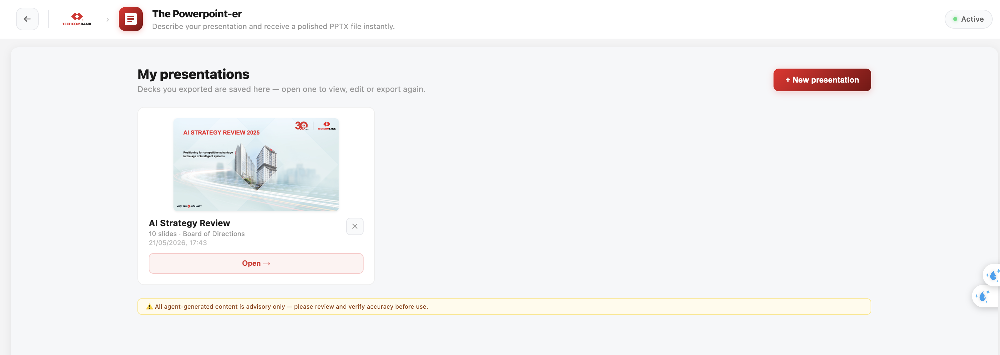 TECHCOMBANK
›
The Powerpoint-er
Describe your presentation and receive a polished PPTX file instantly.
Active
My presentations
Decks you exported are saved here — open one to view, edit or export again.
+ New presentation
30
TECHCOMBANK
AI STRATEGY REVIEW 2025
Positioning for competitive advantage
in the age of intelligent systems
VƯỢT TRỘI MỖI NGÀY
AI Strategy Review
10 slides · Board of Directions
21/05/2026, 17:43
Open →
⚠️ All agent-generated content is advisory only — please review and verify accuracy before use.